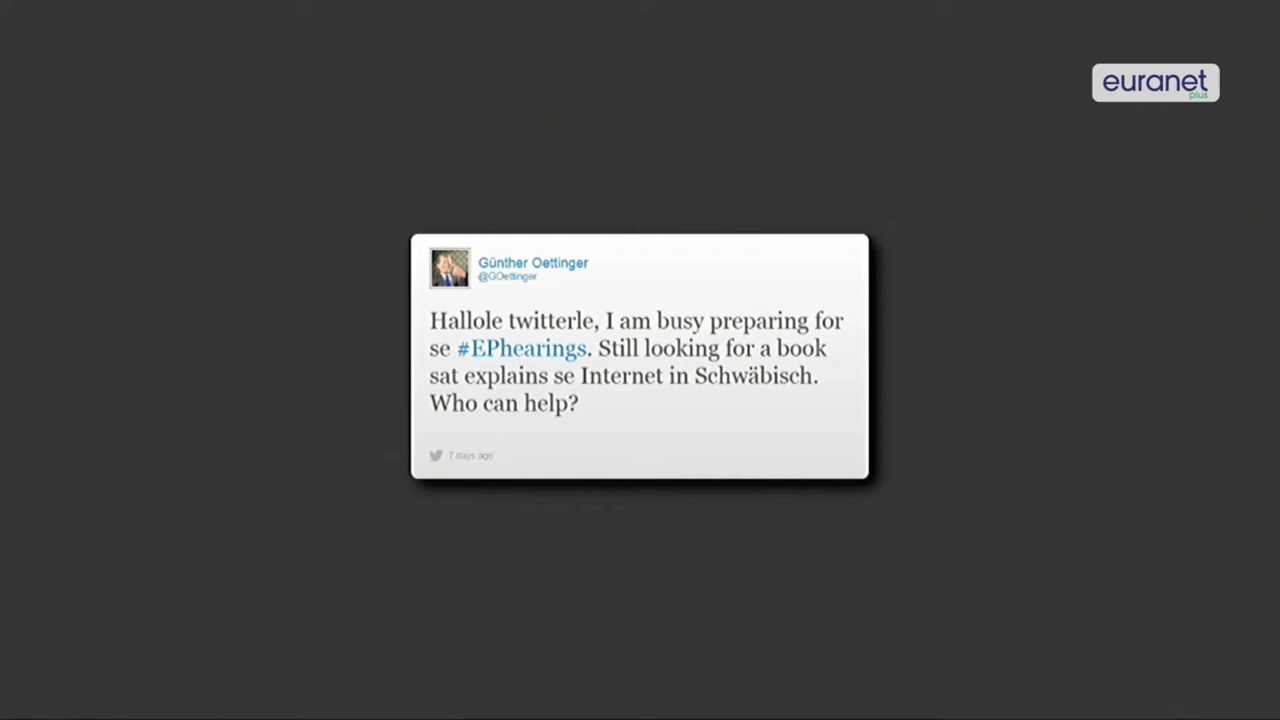 euranet
plus
Günther Oettinger
@GOettinger
Hallole twitterle, I am busy preparing for
se #EPhearings. Still looking for a book
sat explains se Internet in Schwäbisch.
Who can help?
7 days ago